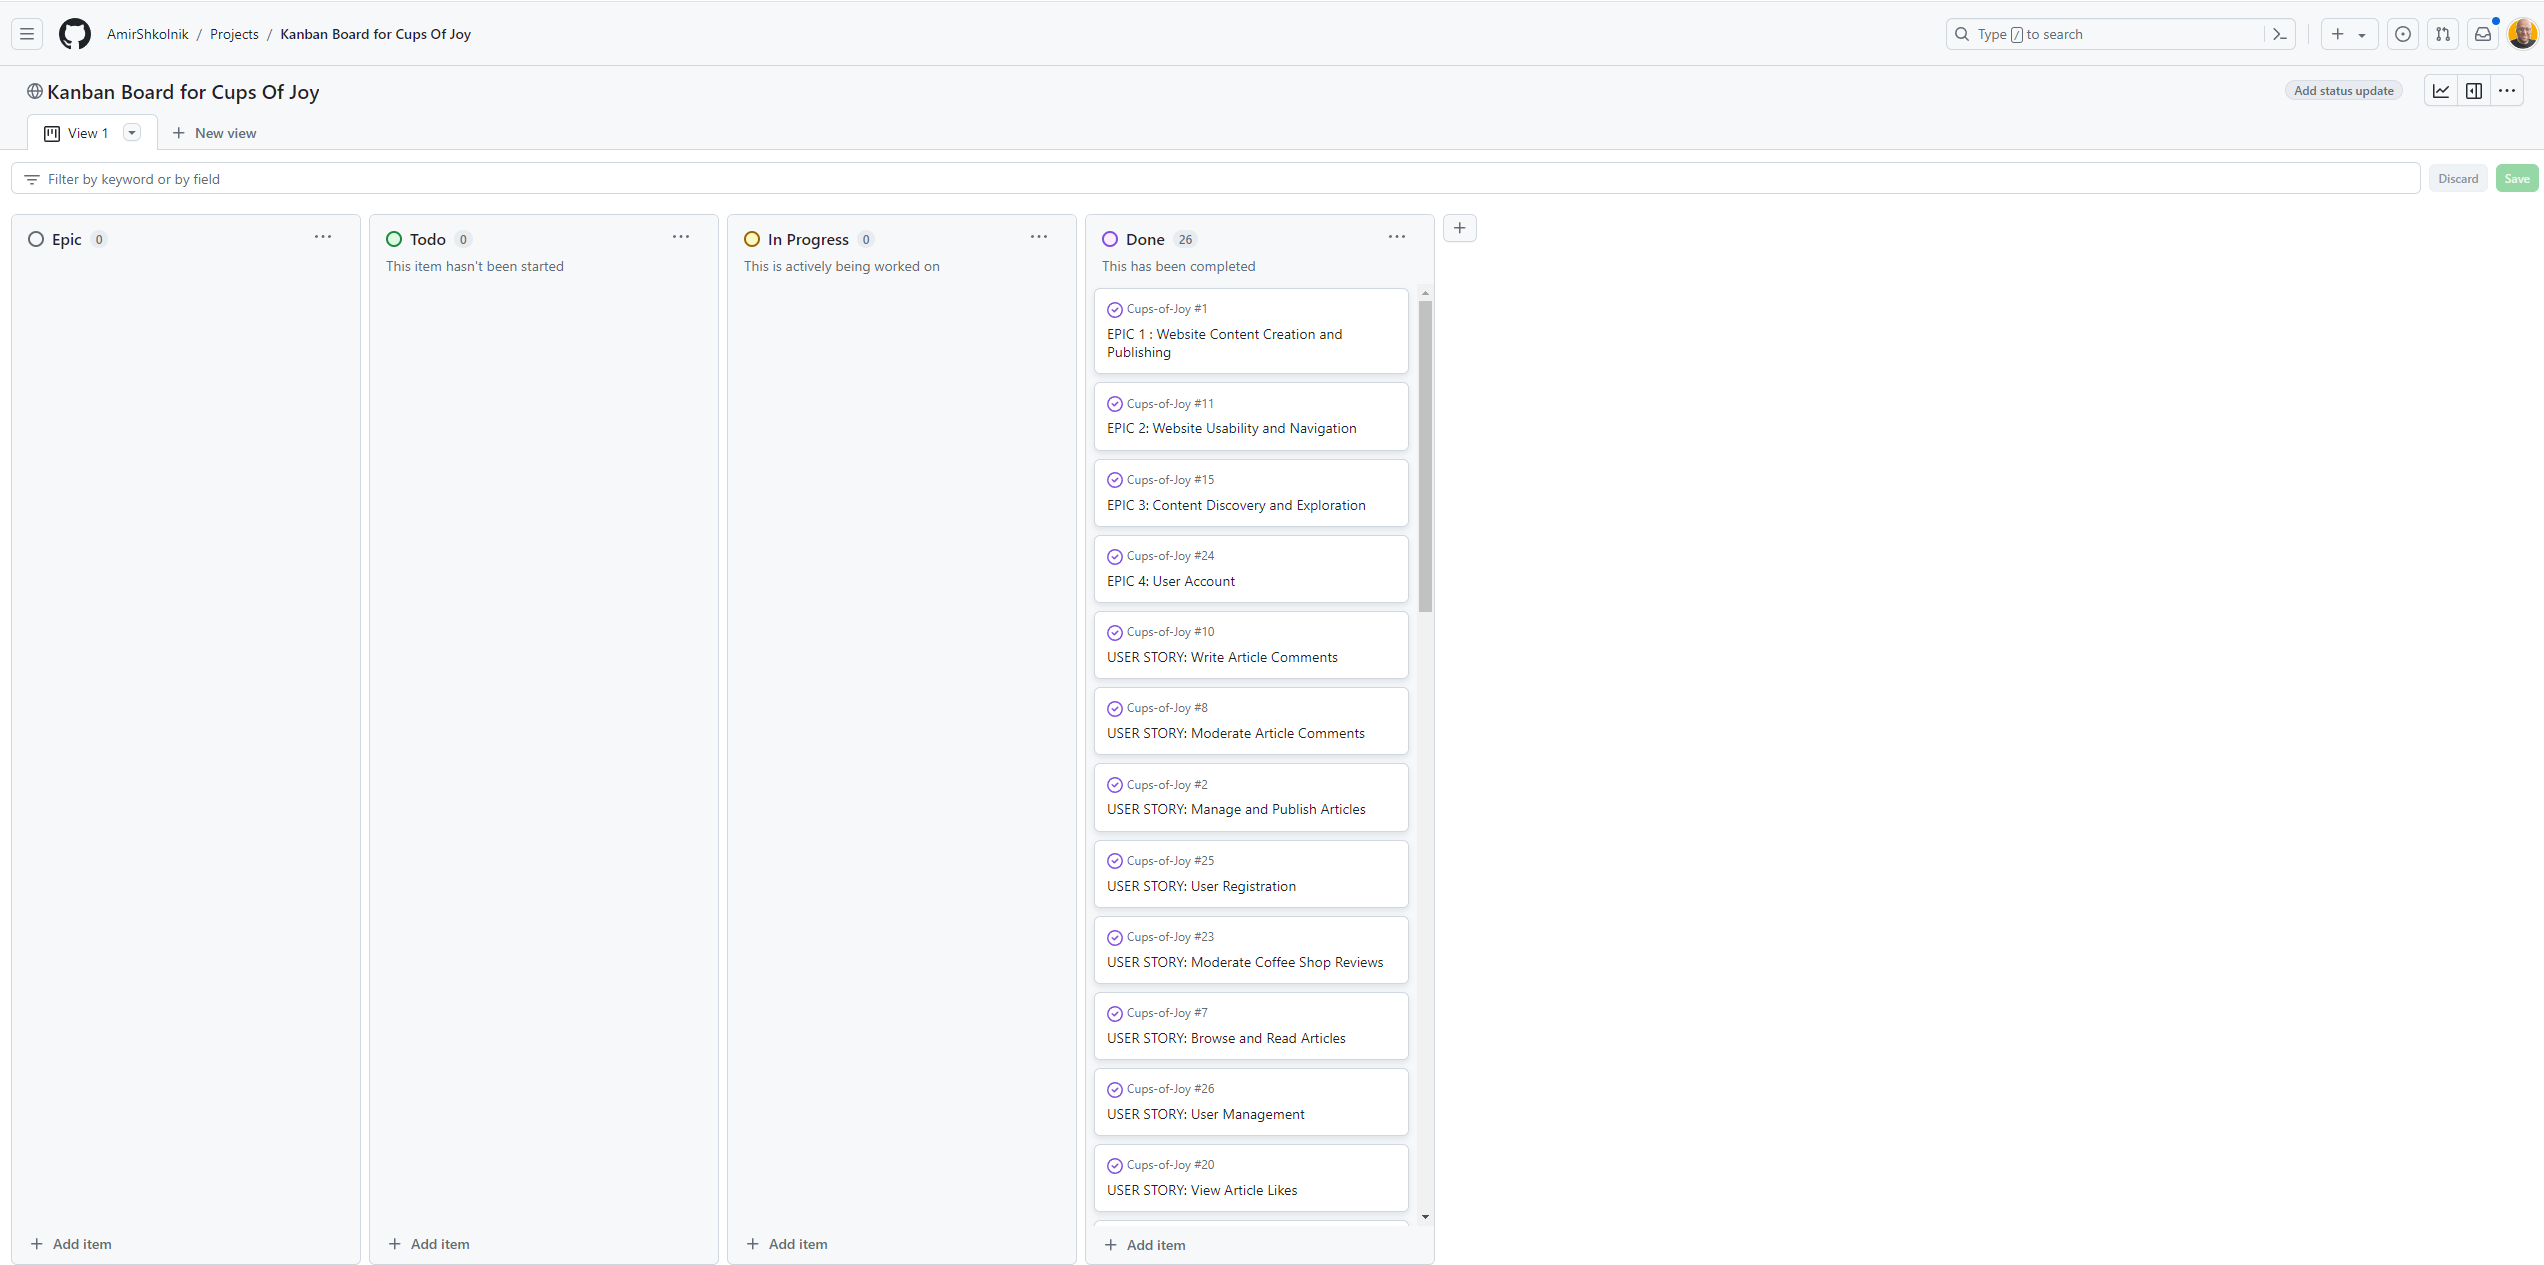 AmirShkolnik / Projects / Kanban Board for Cups Of Joy
Type / to search
Kanban Board for Cups Of Joy
Add status update
View 1
New view
Filter by keyword or by field
Discard
Save
Epic 0
Add item
Todo 0
This item hasn't been started
Add item
In Progress 0
This is actively being worked on
Add item
Done 26
This has been completed
Cups-of-Joy #1
EPIC 1 : Website Content Creation and
Publishing
Cups-of-Joy #11
EPIC 2: Website Usability and Navigation
Cups-of-Joy #15
EPIC 3: Content Discovery and Exploration
Cups-of-Joy #24
EPIC 4: User Account
Cups-of-Joy #10
USER STORY: Write Article Comments
Cups-of-Joy #8
USER STORY: Moderate Article Comments
Cups-of-Joy #2
USER STORY: Manage and Publish Articles
Cups-of-Joy #25
USER STORY: User Registration
Cups-of-Joy #23
USER STORY: Moderate Coffee Shop Reviews
Cups-of-Joy #7
USER STORY: Browse and Read Articles
Cups-of-Joy #26
USER STORY: User Management
Cups-of-Joy #20
USER STORY: View Article Likes
Add item